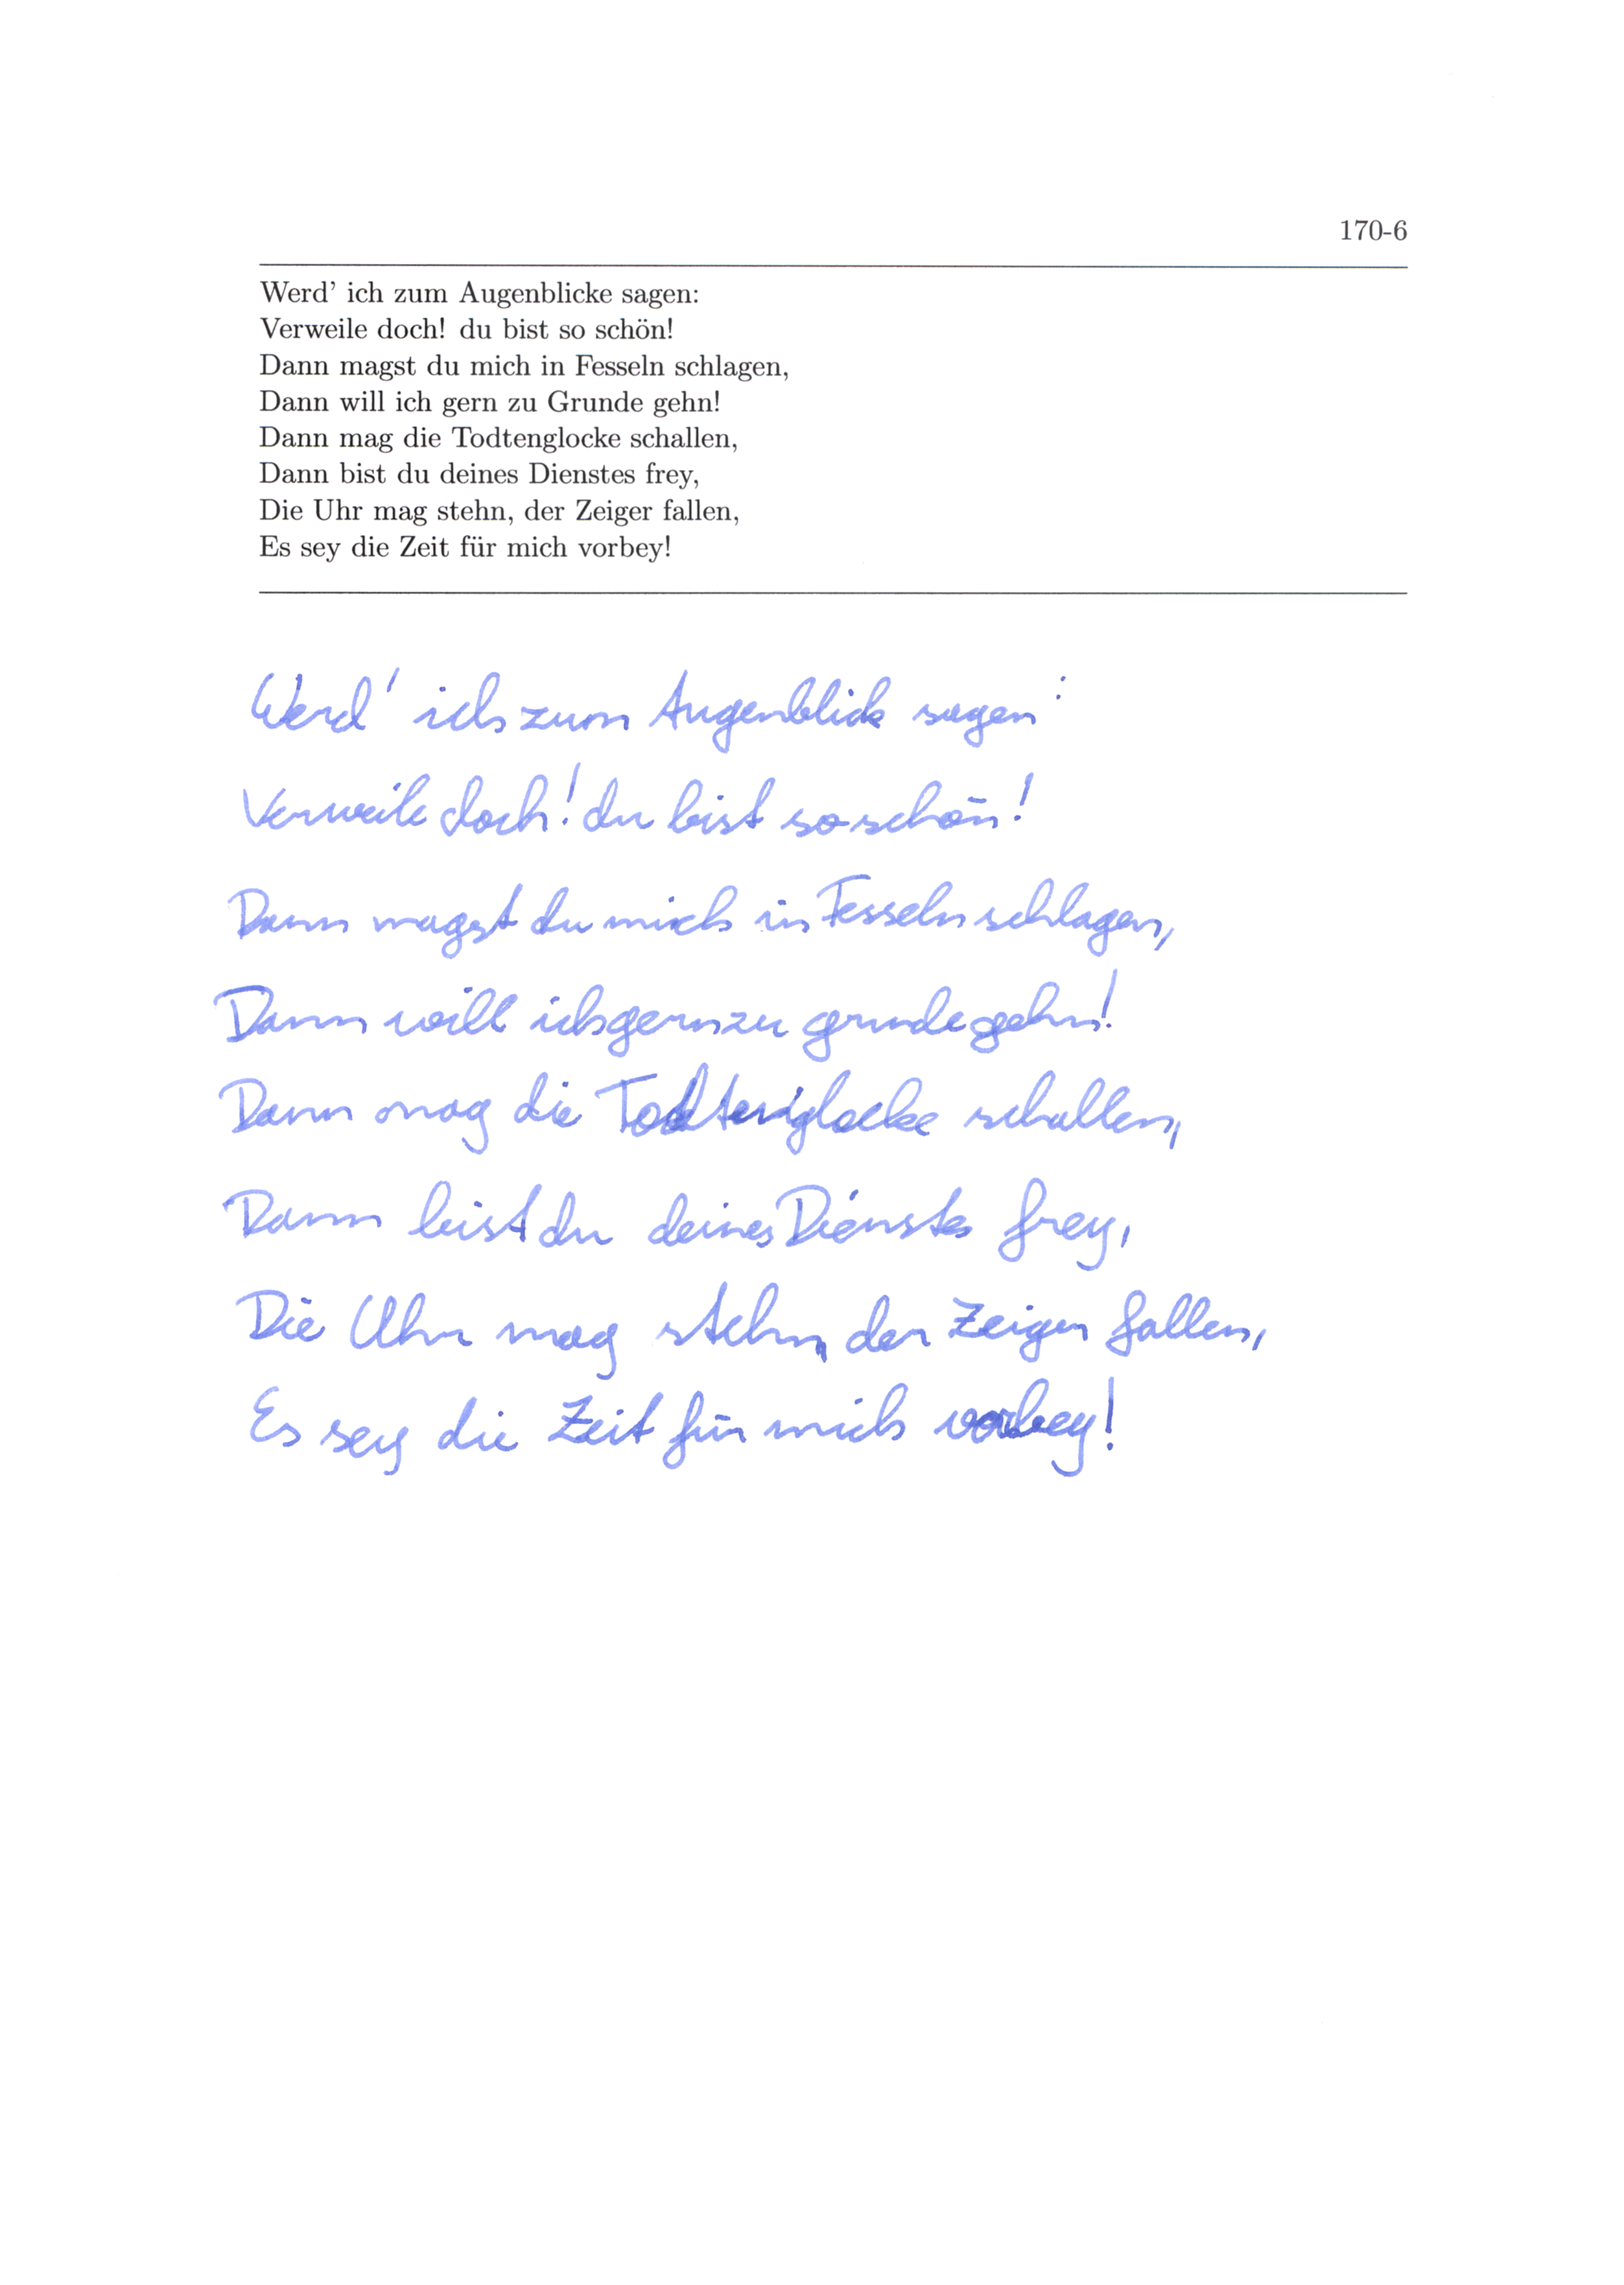 170-6
Werd' ich zum Augenblicke sagen:
Verweile doch! du bist so schön!
Dann magst du mich in Fesseln schlagen,
Dann will ich gern zu Grunde gehn!
Dann mag die Todtenglocke schallen,
Dann bist du deines Dienstes frey,
Die Uhr mag stehn, der Zeiger fallen,
Es sey die Zeit für mich vorbey!
Werd' ich zum Augenblick sagen:
Verweile doch! du bist so schön!
Dann magst du mich in Fesseln schlagen,
Dann will ich gern zu grunde gehn!
Dann mag die Todtenglocke schallen,
Dann bist du deines Dienstes frey,
Die Uhr mag stehn, der Zeiger fallen,
Es sey die Zeit für mich vorbey!